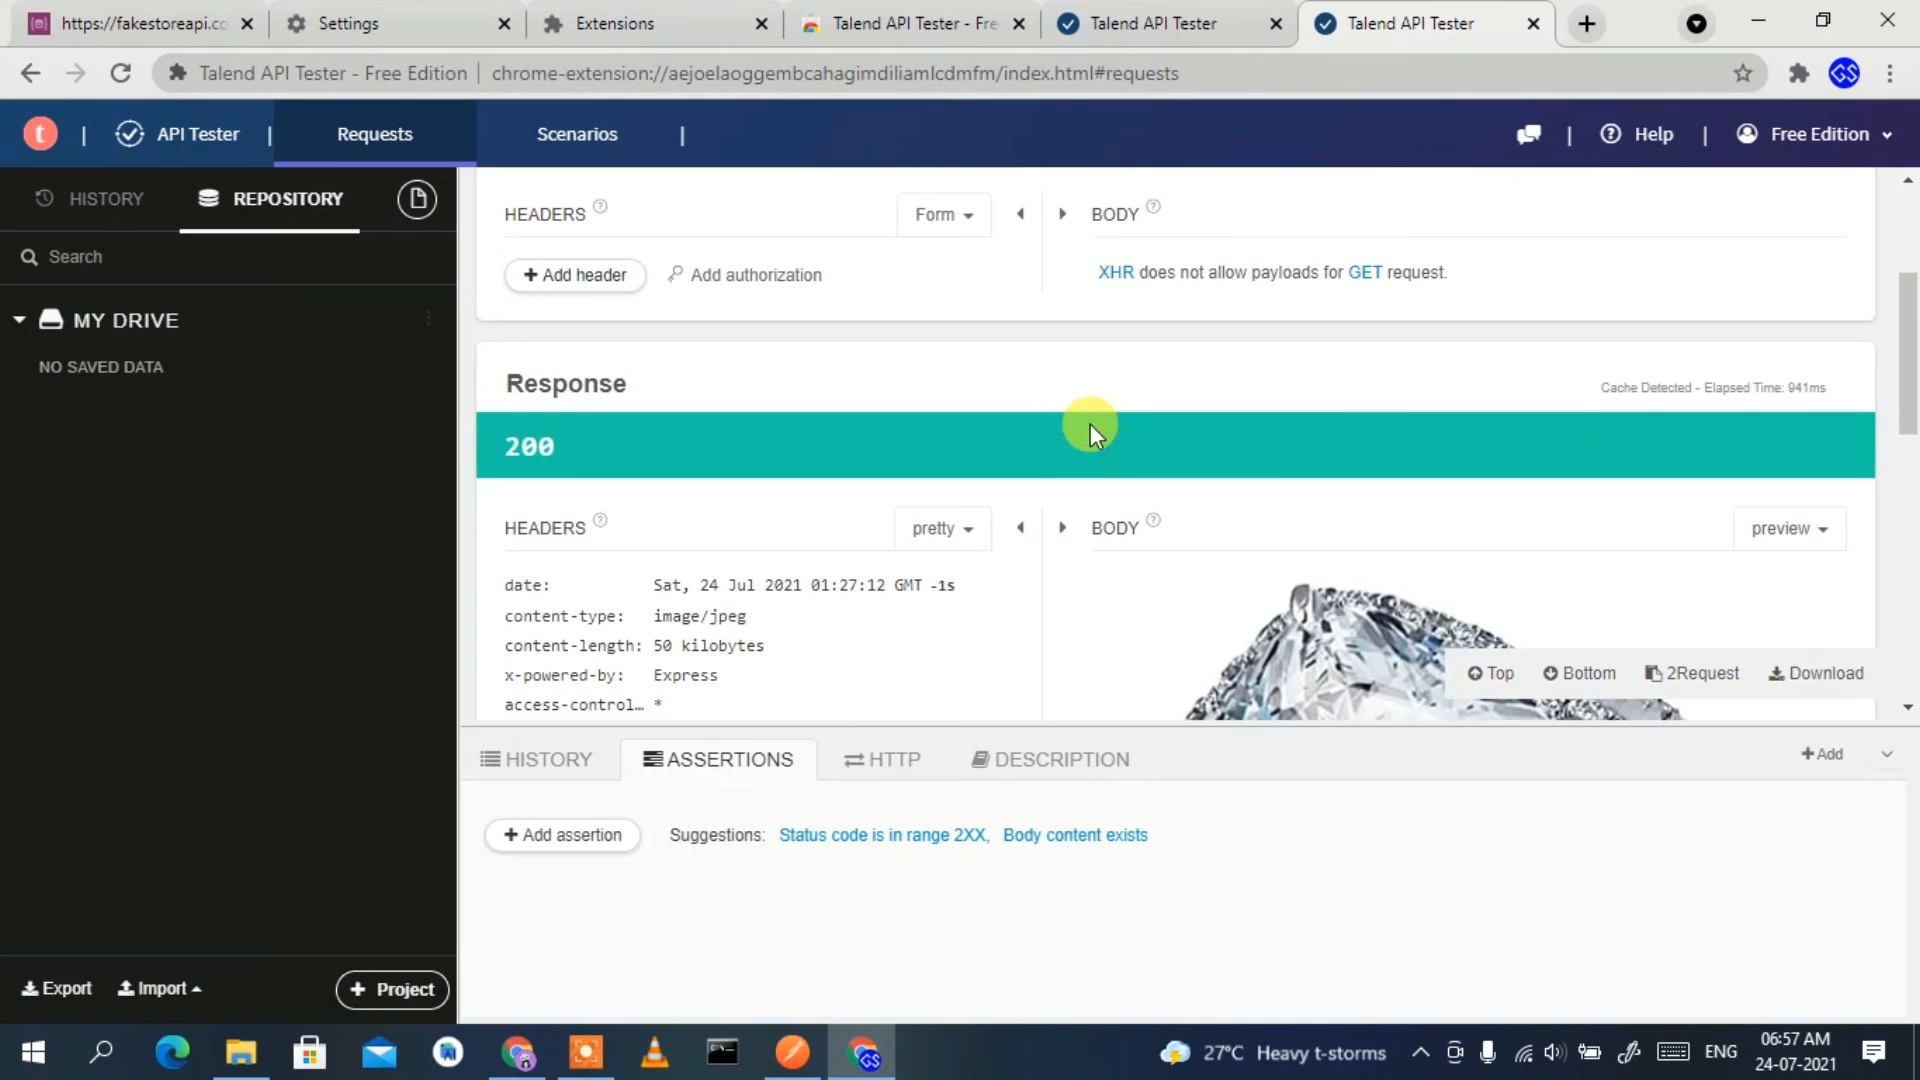 https://fakestoreapi.co
Settings
Extensions
Talend API Tester - Fre
Talend API Tester
Talend API Tester
Talend API Tester - Free Edition | chrome-extension://aejoelaoggembcahagimdiliamlcdmfm/index.html#requests
GS
t | API Tester | Requests Scenarios | | Help | Free Edition
HISTORY REPOSITORY
Search
MY DRIVE
NO SAVED DATA
Export Import + Project
HEADERS ? Form BODY ?
+ Add header Add authorization XHR does not allow payloads for GET request.
Response Cache Detected - Elapsed Time: 941ms
200
HEADERS ? pretty BODY ? preview
date: Sat, 24 Jul 2021 01:27:12 GMT -1s
content-type: image/jpeg
content-length: 50 kilobytes
x-powered-by: Express
access-control… *
Top Bottom 2Request Download
HISTORY ASSERTIONS HTTP DESCRIPTION + Add
+ Add assertion Suggestions: Status code is in range 2XX, Body content exists
27°C Heavy t-storms ENG 06:57 AM
24-07-2021